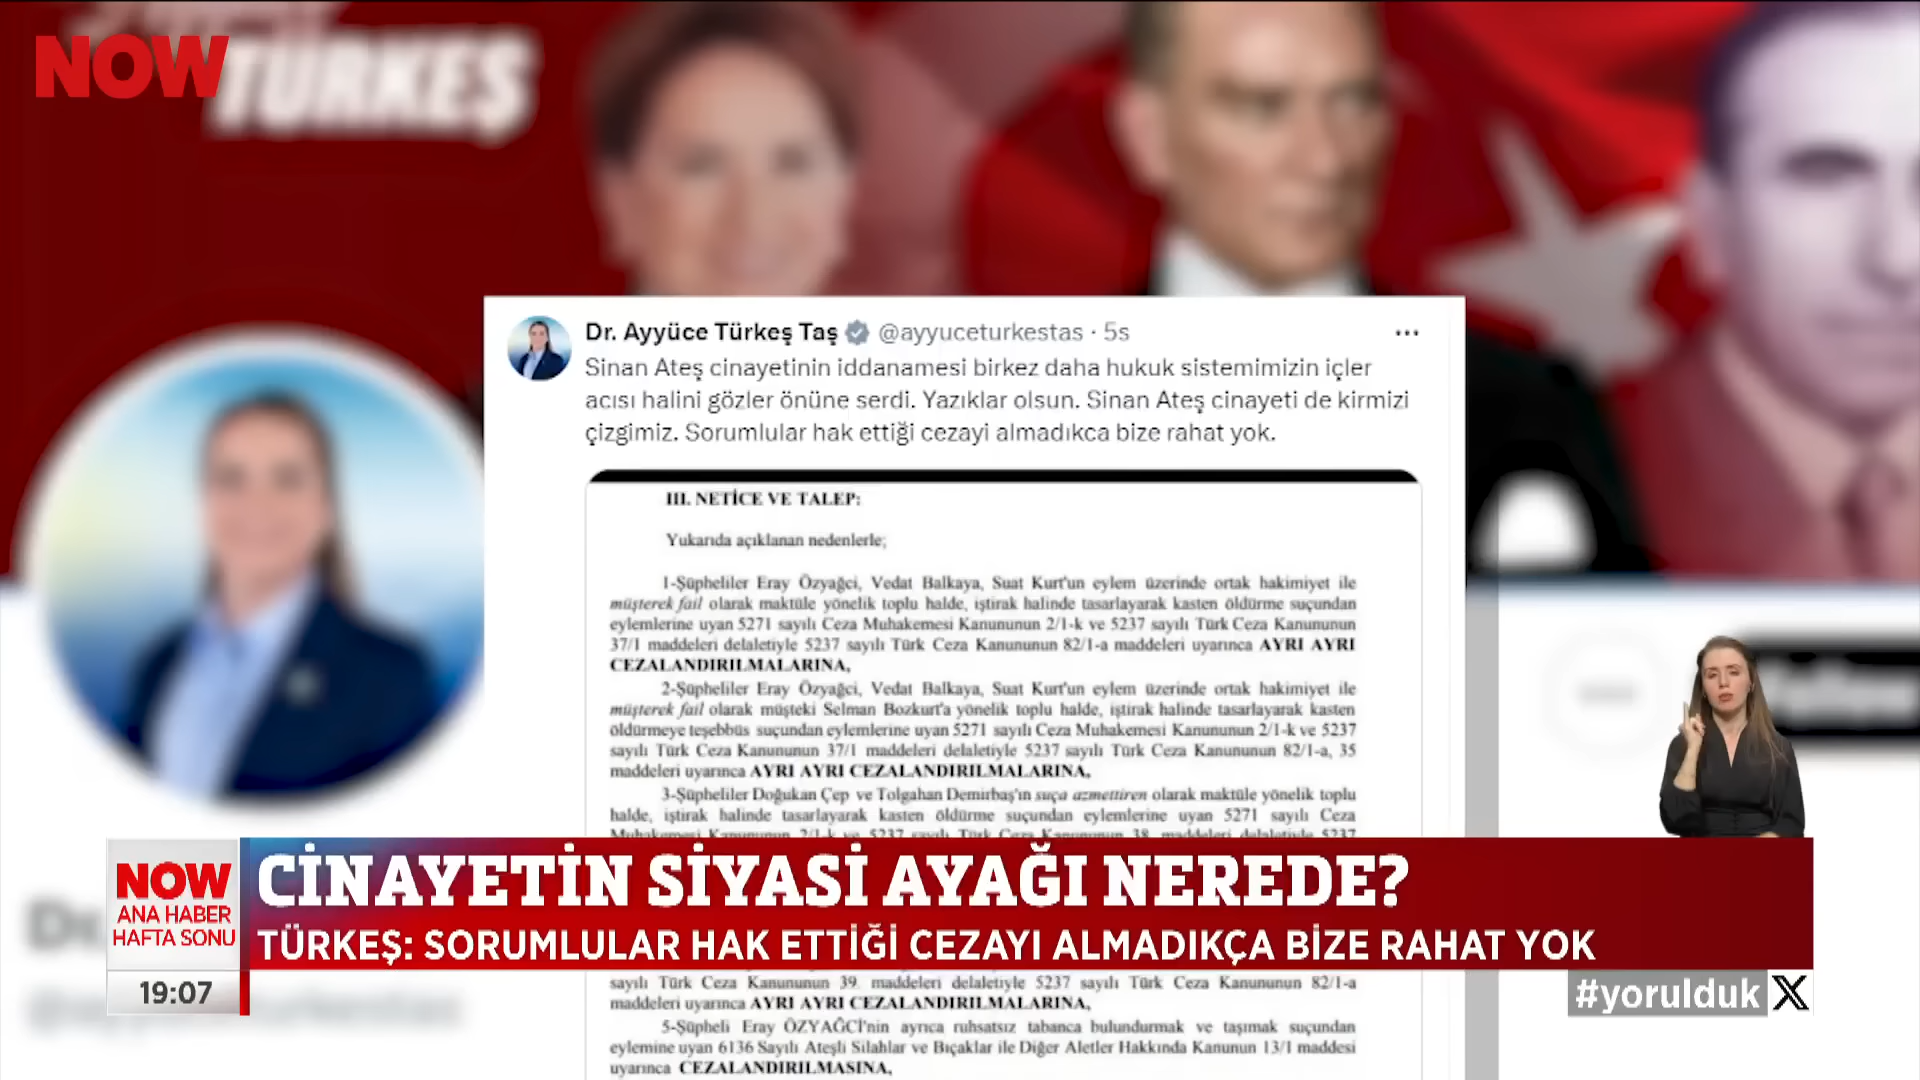 NOW
TÜRKEŞ
Dr. Ayyüce Türkeş Taş @ayyuceturkestas · 5s
Sinan Ateş cinayetinin iddanamesi birkez daha hukuk sistemimizin içler
acısı halini gözler önüne serdi. Yazıklar olsun. Sinan Ateş cinayeti de kirmizi
çizgimiz. Sorumlular hak ettiği cezayi almadıkca bize rahat yok.
III. NETİCE VE TALEP:
Yukarıda açıklanan nedenlerle;
1-Şüpheliler Eray Özyağci, Vedat Balkaya, Suat Kurt'un eylem üzerinde ortak hakimiyet ile
müşterek fail olarak maktüle yönelik toplu halde, iştirak halinde tasarlayarak kasten öldürme suçundan
eylemlerine uyan 5271 sayılı Ceza Muhakemesi Kanununun 2/1-k ve 5237 sayılı Türk Ceza Kanununun
37/1 maddeleri delaletiyle 5237 sayılı Türk Ceza Kanununun 82/1-a maddeleri uyarınca AYRI AYRI
CEZALANDIRILMALARINA,
2-Şüpheliler Eray Özyağci, Vedat Balkaya, Suat Kurt'un eylem üzerinde ortak hakimiyet ile
müşterek fail olarak müşteki Selman Bozkurt'a yönelik toplu halde, iştirak halinde tasarlayarak kasten
öldürmeye teşebbüs suçundan eylemlerine uyan 5271 sayılı Ceza Muhakemesi Kanununun 2/1-k ve 5237
sayılı Türk Ceza Kanununun 37/1 maddeleri delaletiyle 5237 sayılı Türk Ceza Kanununun 82/1-a, 35
maddeleri uyarınca AYRI AYRI CEZALANDIRILMALARINA,
3-Şüpheliler Doğukan Çep ve Tolgahan Demirbaş'ın suça azmettiren olarak maktüle yönelik toplu
halde, iştirak halinde tasarlayarak kasten öldürme suçundan eylemlerine uyan 5271 sayılı Ceza
Muhakemesi Kanununun 2/1-k ve 5237 sayılı Türk Ceza Kanununun 38. maddeleri delaletiyle 5237
NOW
ANA HABER
HAFTA SONU
19:07
CİNAYETİN SİYASİ AYAĞI NEREDE?
TÜRKEŞ: SORUMLULAR HAK ETTİĞİ CEZAYI ALMADIKÇA BİZE RAHAT YOK
sayılı Türk Ceza Kanununun 39. maddeleri delaletiyle 5237 sayılı Türk Ceza Kanununun 82/1-a
maddeleri uyarınca AYRI AYRI CEZALANDIRILMALARINA,
5-Şüpheli Eray ÖZYAĞCİ'nin ayrıca ruhsatsız tabanca bulundurmak ve taşımak suçundan
eylemine uyan 6136 Sayılı Ateşli Silahlar ve Bıçaklar ile Diğer Aletler Hakkında Kanunun 13/1 maddesi
uyarınca CEZALANDIRILMASINA,
#yorulduk X